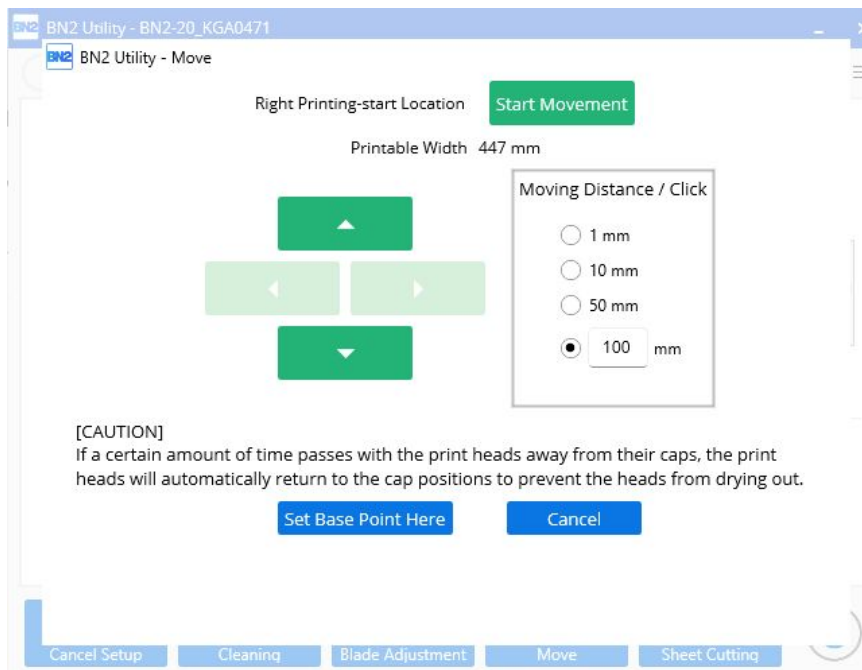 BN2 BN2 Utility - BN2-20_KGA0471
BN2 BN2 Utility - Move
Right Printing-start Location Start Movement
Printable Width 447 mm
Moving Distance / Click
1 mm
10 mm
50 mm
100 mm
[CAUTION]
If a certain amount of time passes with the print heads away from their caps, the print
heads will automatically return to the cap positions to prevent the heads from drying out.
Set Base Point Here Cancel
Cancel Setup Cleaning Blade Adjustment Move Sheet Cutting